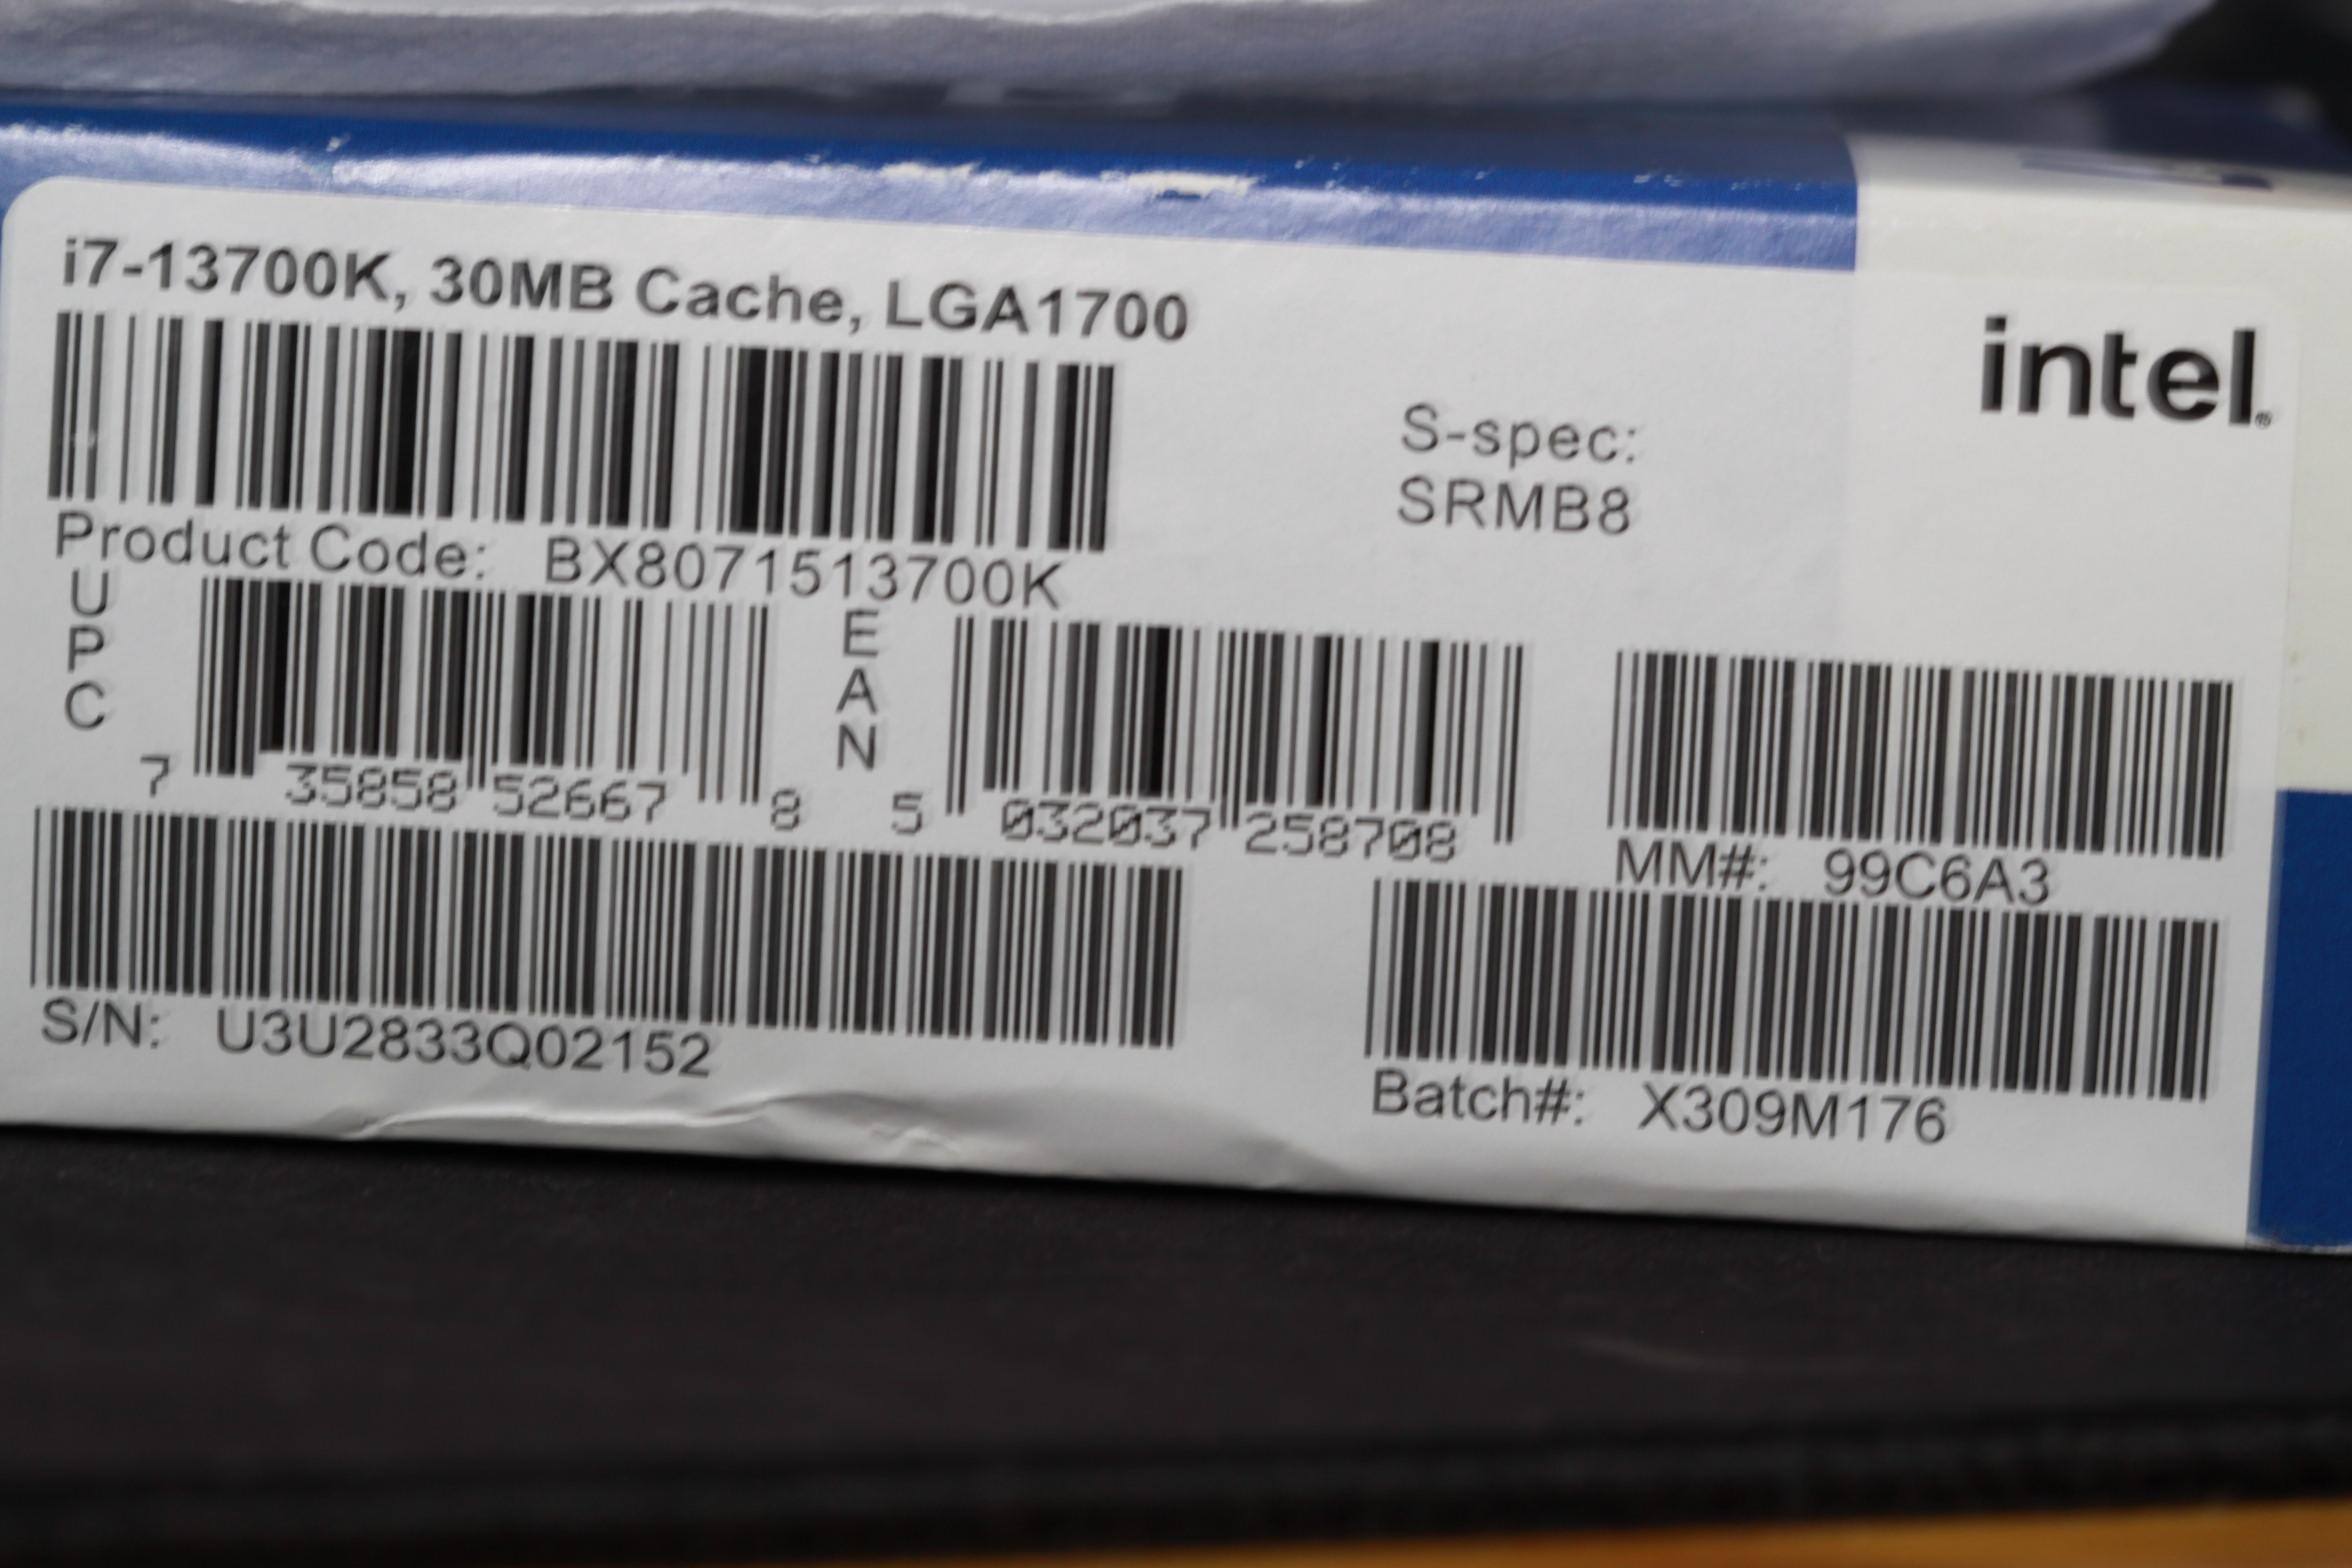 i7-13700K, 30MB Cache, LGA1700
intel®
S-spec:
SRMB8
Product Code: BX8071513700K
UPC
7 35858 52667 8
EAN
5 032037 258708
MM#: 99C6A3
S/N: U3U2833Q02152
Batch#: X309M176